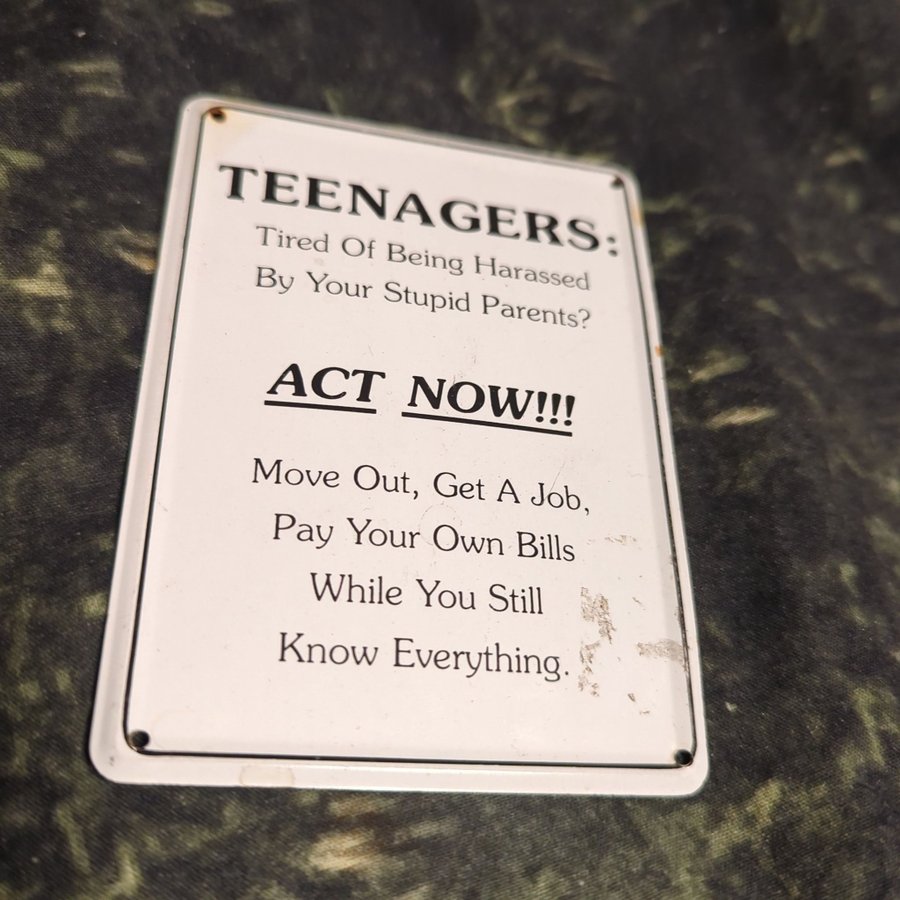 TEENAGERS:
Tired Of Being Harassed
By Your Stupid Parents?
ACT NOW!!!
Move Out, Get A Job,
Pay Your Own Bills
While You Still
Know Everything.